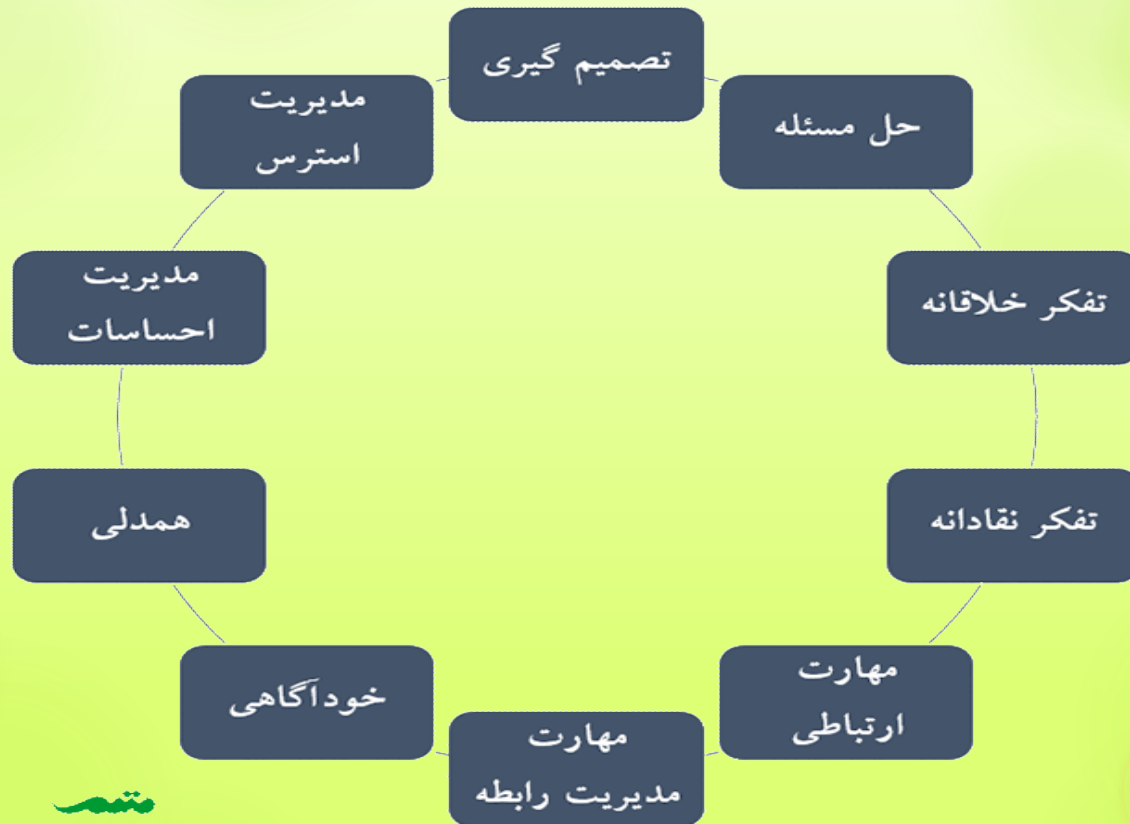 تصمیم گیری
حل مسئله
تفکر خلاقانه
تفکر نقادانه
مهارت
ارتباطی
مهارت
مدیریت رابطه
خودآگاهی
همدلی
مدیریت
احساسات
مدیریت
استرس
متمم